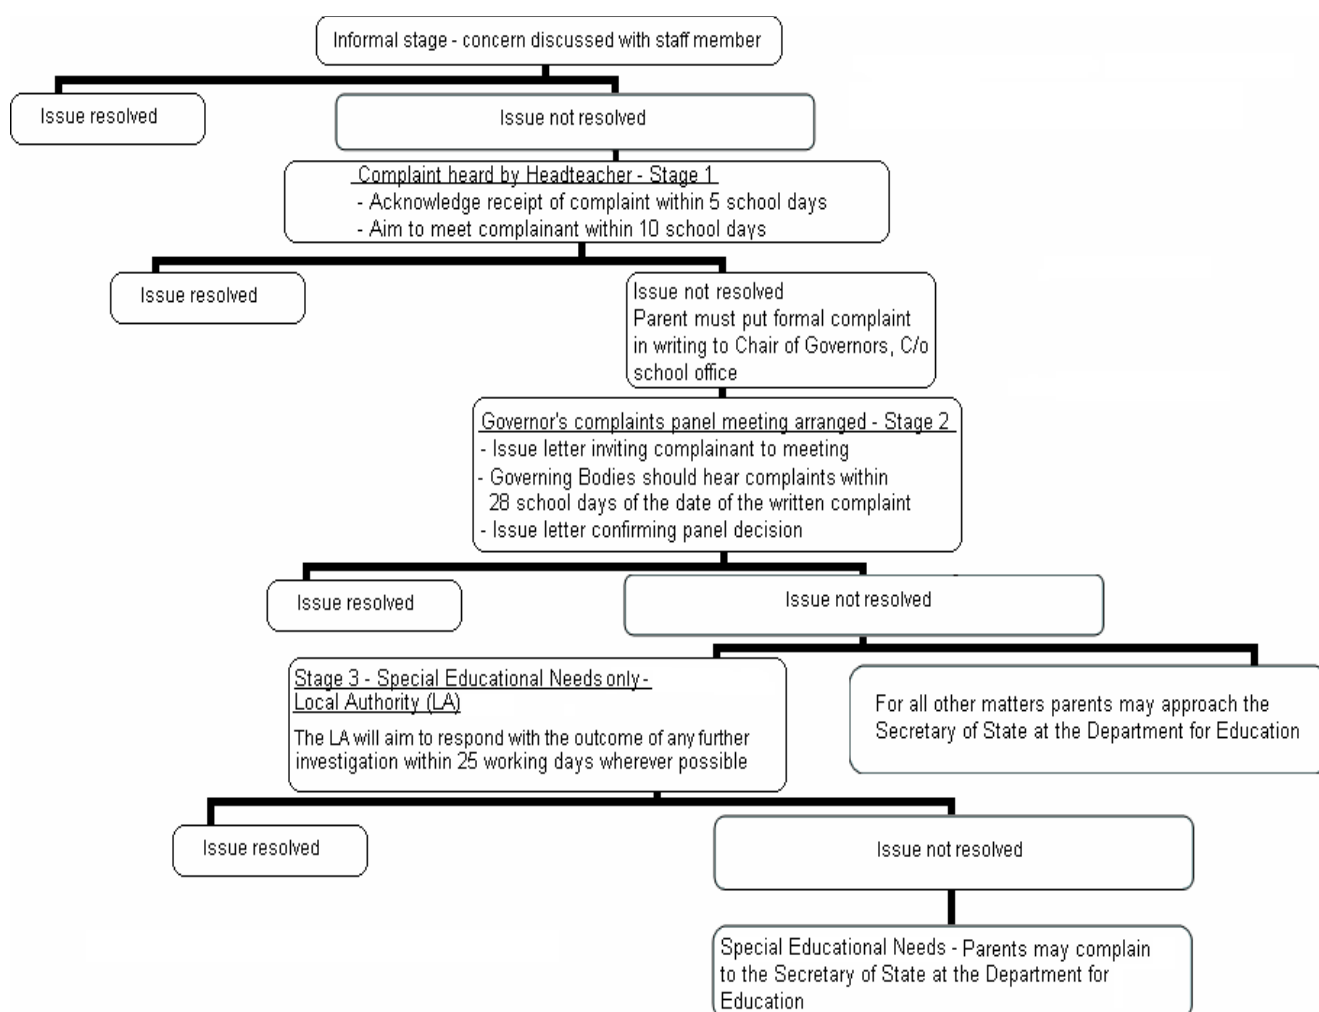 Informal stage - concern discussed with staff member
Issue resolved
Issue not resolved
Complaint heard by Headteacher - Stage 1
- Acknowledge receipt of complaint within 5 school days
- Aim to meet complainant within 10 school days
Issue resolved
Issue not resolved
Parent must put formal complaint
in writing to Chair of Governors, C/o
school office
Governor's complaints panel meeting arranged - Stage 2
- Issue letter inviting complainant to meeting
- Governing Bodies should hear complaints within
28 school days of the date of the written complaint
- Issue letter confirming panel decision
Issue resolved
Issue not resolved
Stage 3 - Special Educational Needs only -
Local Authority (LA)
The LA will aim to respond with the outcome of any further
investigation within 25 working days wherever possible
For all other matters parents may approach the
Secretary of State at the Department for Education
Issue resolved
Issue not resolved
Special Educational Needs - Parents may complain
to the Secretary of State at the Department for
Education